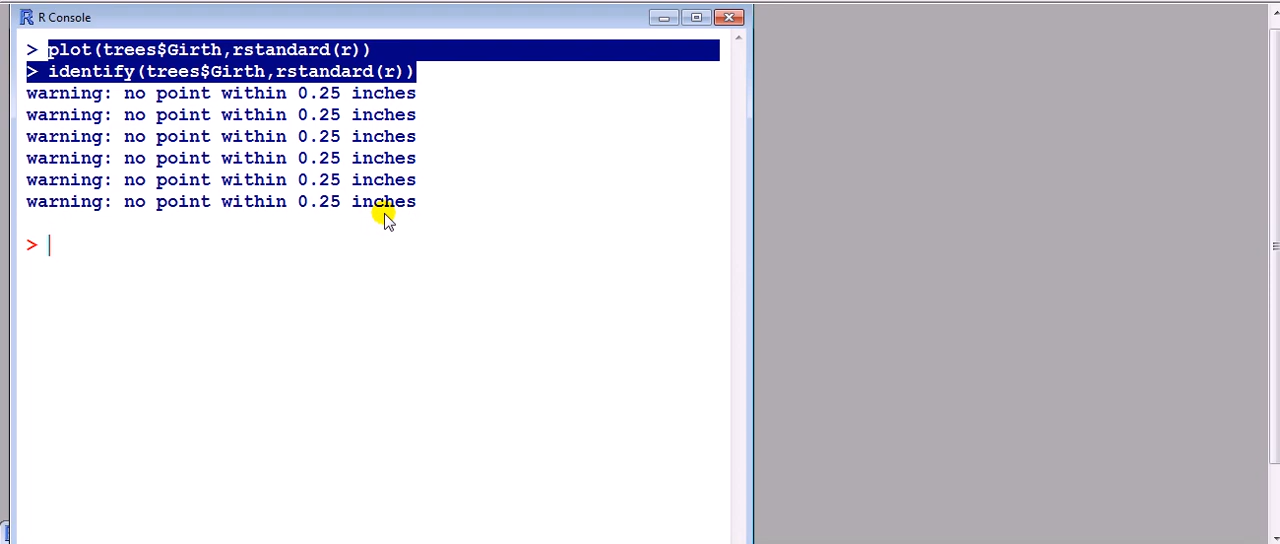 R Console
> plot(trees$Girth,rstandard(r))
> identify(trees$Girth,rstandard(r))
warning: no point within 0.25 inches
warning: no point within 0.25 inches
warning: no point within 0.25 inches
warning: no point within 0.25 inches
warning: no point within 0.25 inches
warning: no point within 0.25 inches
>